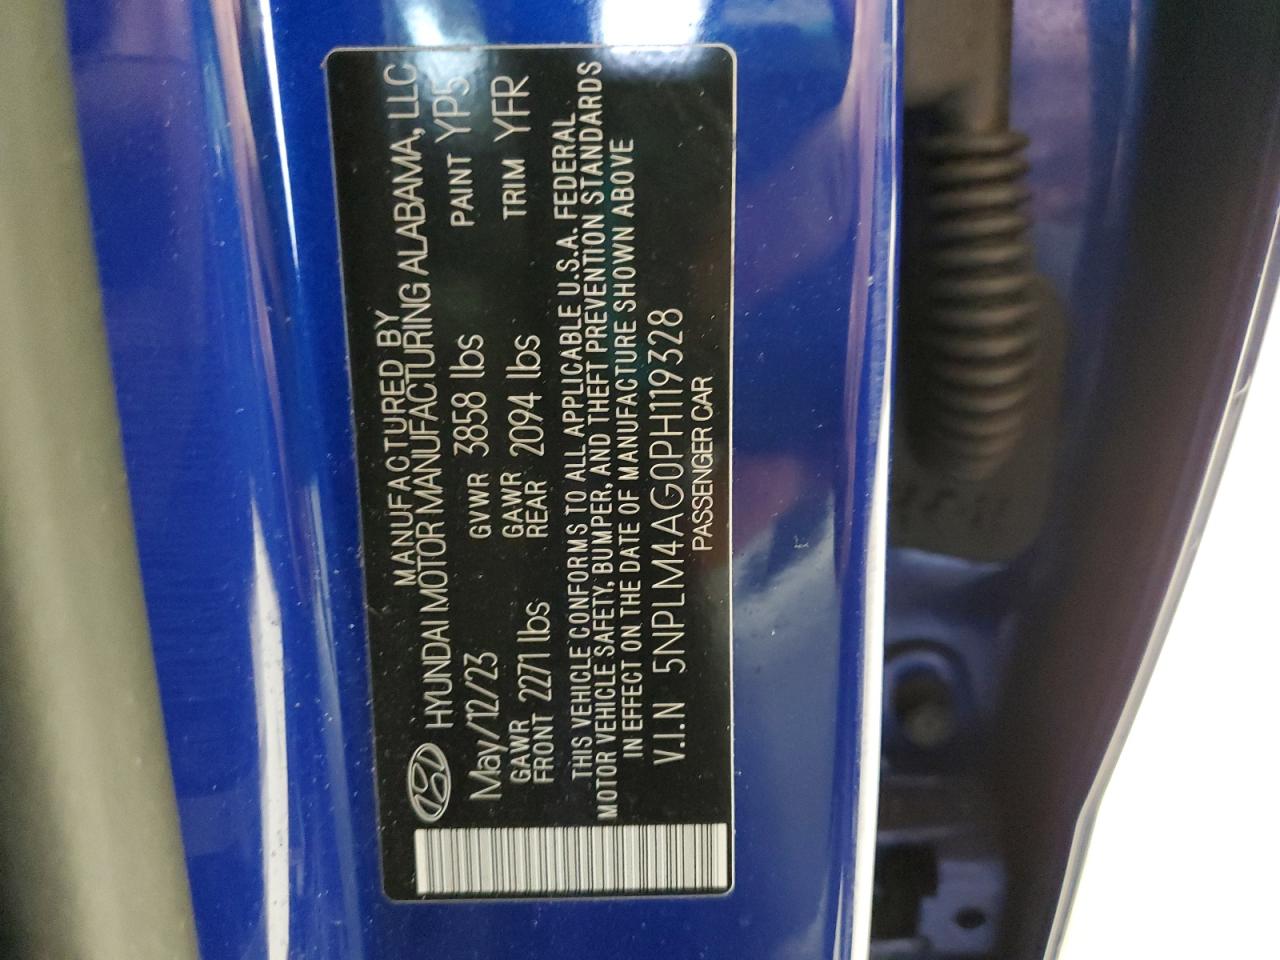 MANUFACTURED BY
HYUNDAI MOTOR MANUFACTURING ALABAMA, LLC
May/12/23 GVWR 3858 lbs PAINT YP5
GAWR FRONT 2271 lbs GAWR REAR 2094 lbs TRIM YFR
THIS VEHICLE CONFORMS TO ALL APPLICABLE U.S.A. FEDERAL
MOTOR VEHICLE SAFETY, BUMPER, AND THEFT PREVENTION STANDARDS
IN EFFECT ON THE DATE OF MANUFACTURE SHOWN ABOVE
V.I.N 5NPLM4AG0PH119328
PASSENGER CAR